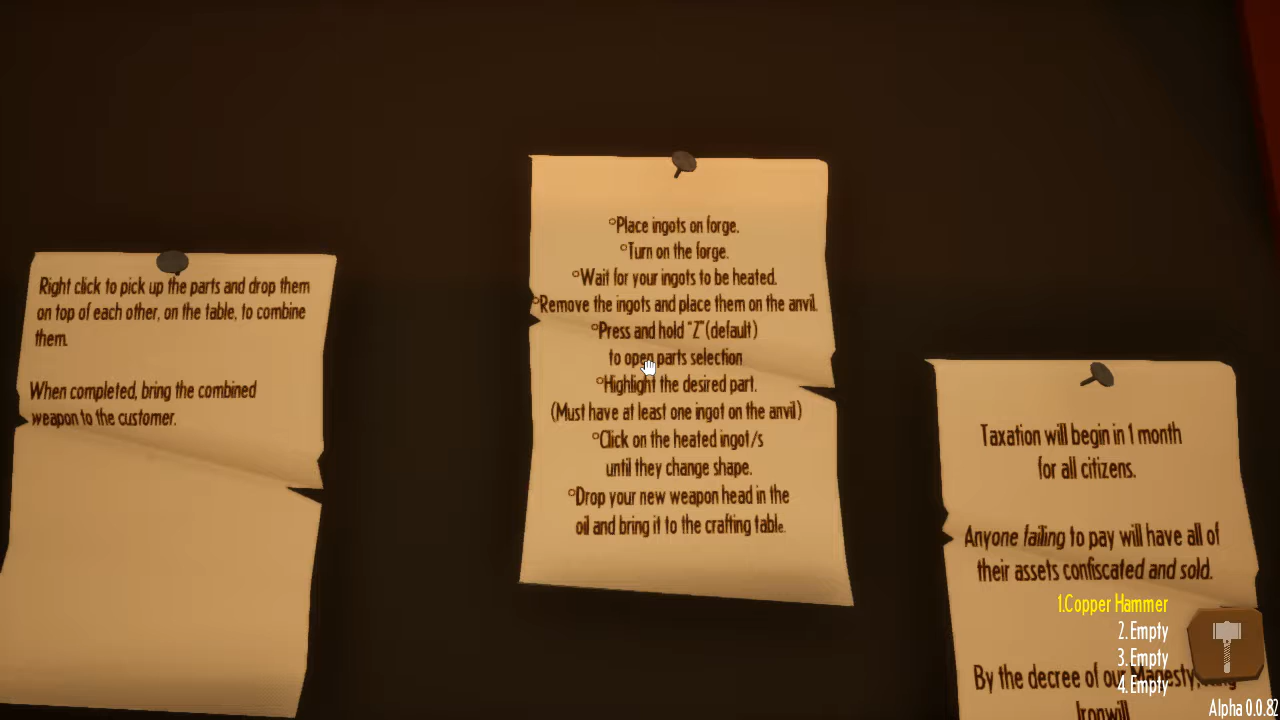 Right click to pick up the parts and drop them
on top of each other, on the table, to combine
them.
When completed, bring the combined
weapon to the customer.
°Place ingots on forge.
°Turn on the forge.
°Wait for your ingots to be heated.
°Remove the ingots and place them on the anvil.
°Press and hold "Z"(default)
to open parts selection
°Highlight the desired part.
(Must have at least one ingot on the anvil)
°Click on the heated ingot/s
until they change shape.
°Drop your new weapon head in the
oil and bring it to the crafting table.
Taxation will begin in 1 month
for all citizens.
Anyone failing to pay will have all of
their assets confiscated and sold.
By the decree of our Majesty,
Ironwill
1.Copper Hammer
2. Empty
3. Empty
4. Empty
Alpha 0.0.82